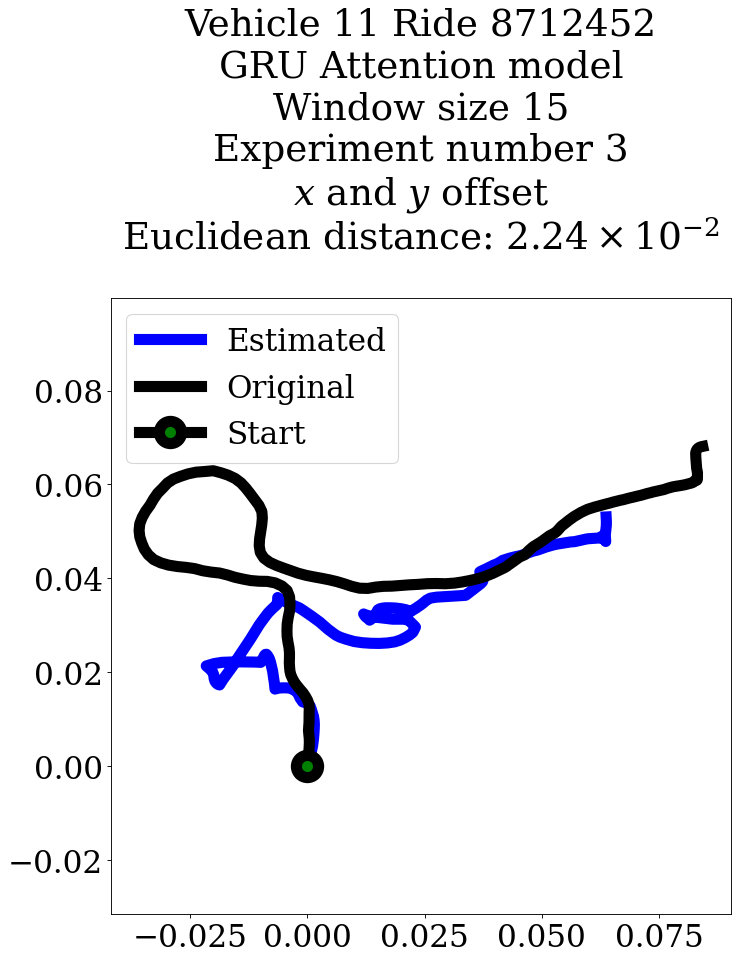 Vehicle 11 Ride 8712452
GRU Attention model
Window size 15
Experiment number 3
x and y offset
Euclidean distance: 2.24 × 10⁻²
Estimated
Original
Start
0.08
0.06
0.04
0.02
0.00
−0.02
−0.025 0.000 0.025 0.050 0.075